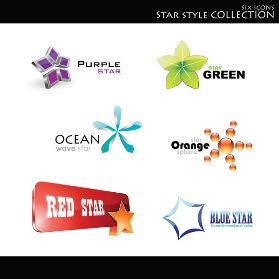 SIX ICONS
STAR STYLE COLLECTION
PURPLE
STAR
STAR
GREEN
OCEAN
wave star
star
Orange
sphere
RED STAR
BLUE STAR